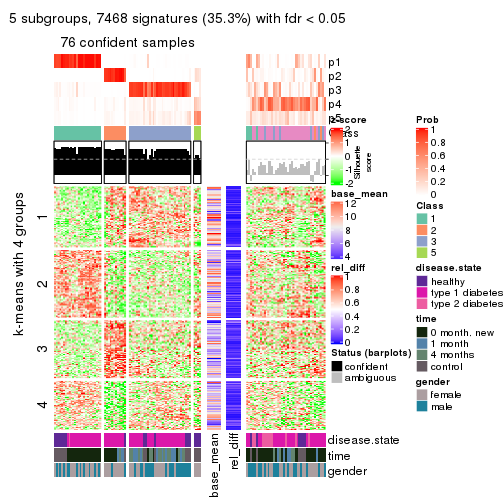 5 subgroups, 7468 signatures (35.3%) with fdr < 0.05
76 confident samples
p1
p2
p3
p4
p5
z-score
Class
-1
-2
Silhouette
score
base_mean
12
10
8
6
4
rel_diff
1
0.8
0.6
0.4
0.2
0
Status (barplots)
confident
ambiguous
Prob
1
0.8
0.6
0.4
0.2
0
Class
1
2
3
5
disease.state
healthy
type 1 diabetes
type 2 diabetes
time
0 month. new
1 month
4 months
control
gender
female
male
k-means with 4 groups
1
2
3
4
disease.state
time
gender
base_mean
rel_diff